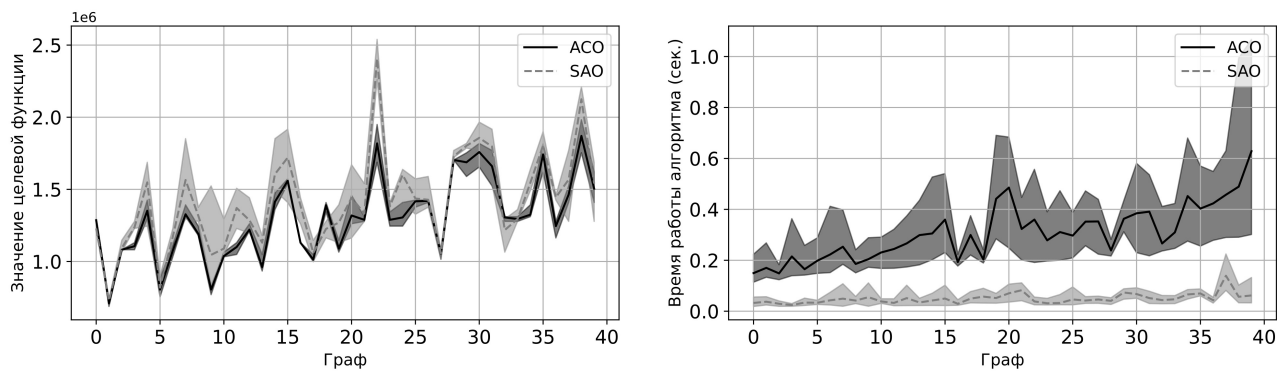 1e6
Значение целевой функции
2.5
2.0
1.5
1.0
ACO
SAO
0 5 10 15 20 25 30 35 40
Граф
Время работы алгоритма (сек.)
1.0
0.8
0.6
0.4
0.2
0.0
ACO
SAO
0 5 10 15 20 25 30 35 40
Граф